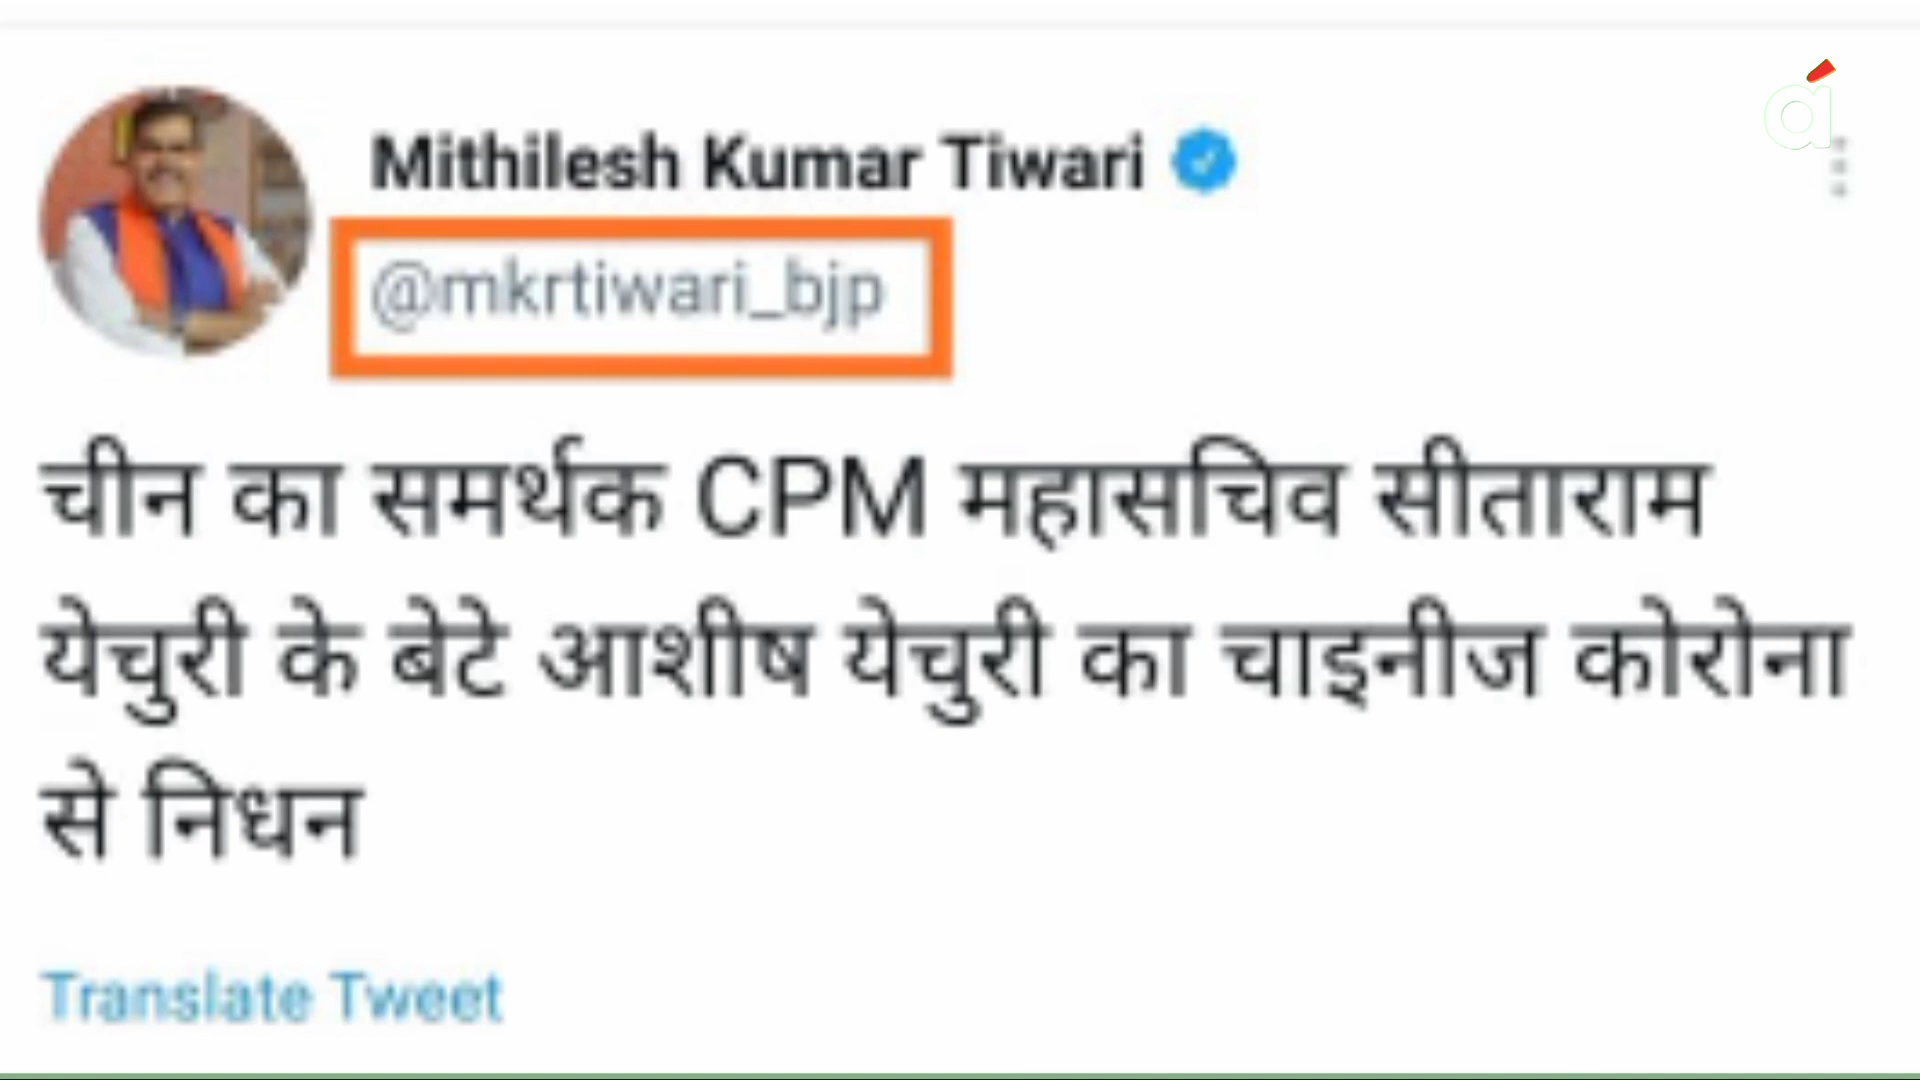 Mithilesh Kumar Tiwari
@mkrtiwari_bjp
चीन का समर्थक CPM महासचिव सीताराम
येचुरी के बेटे आशीष येचुरी का चाइनीज कोरोना
से निधन
Translate Tweet
á